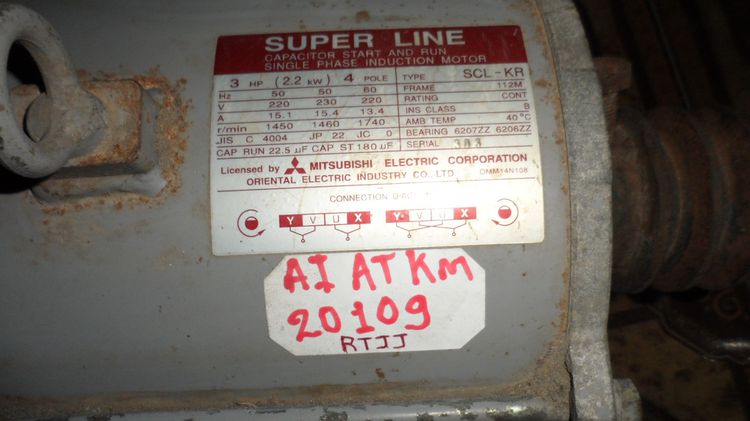 SUPER LINE
CAPACITOR START AND RUN
SINGLE PHASE INDUCTION MOTOR
3 HP (2.2 kW) 4 POLE TYPE SCL-KR
Hz 50 50 60 FRAME 112M
V 220 230 220 RATING CONT
A 15.1 15.4 13.4 INS CLASS B
r/min 1450 1460 1740 AMB TEMP 40°C
JIS C 4004 JP 22 JC 0 BEARING 6207ZZ 6206ZZ
CAP RUN 22.5 µF CAP ST 180 µF SERIAL 303
Licensed by MITSUBISHI ELECTRIC CORPORATION
ORIENTAL ELECTRIC INDUSTRY CO., LTD. DMM14N108
CONNECTION
Y V U X Y V U X
AI AT KM
20109
RTJJ